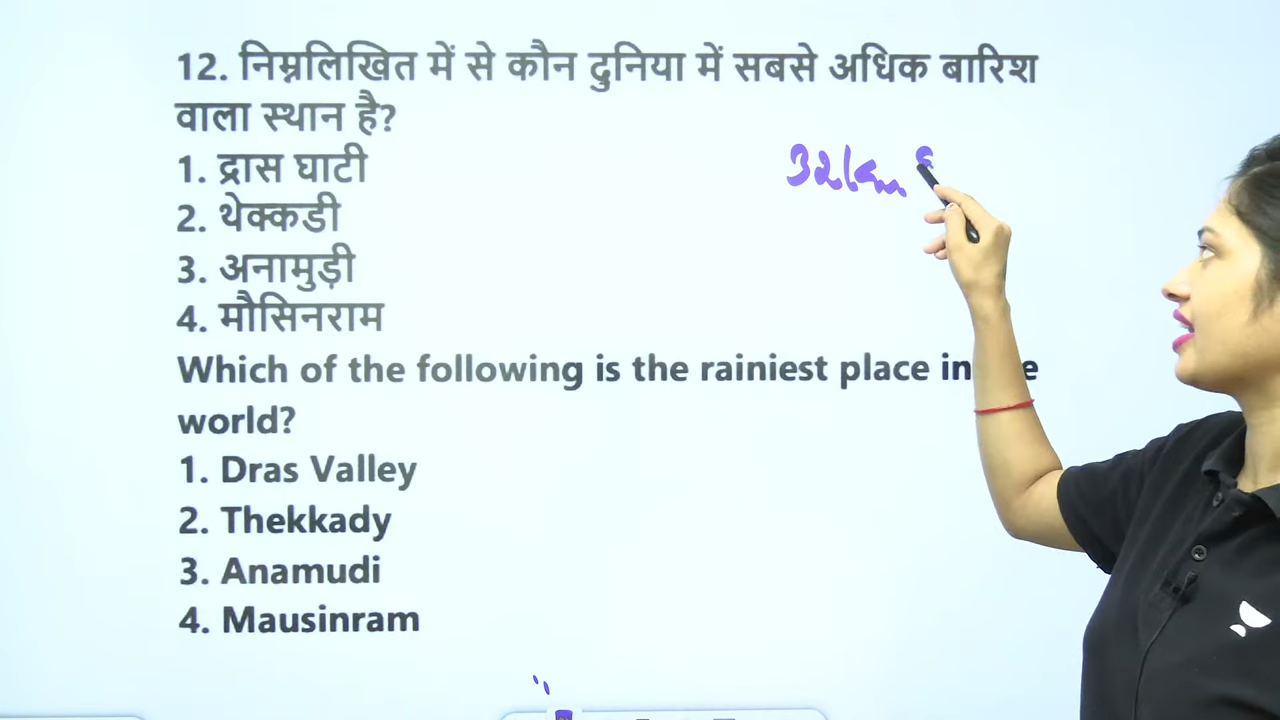 12. निम्नलिखित में से कौन दुनिया में सबसे अधिक बारिश
वाला स्थान है?
1. द्रास घाटी
2. थेक्कडी
3. अनामुड़ी
4. मौसिनराम
Which of the following is the rainiest place in
world?
1. Dras Valley
2. Thekkady
3. Anamudi
4. Mausinram